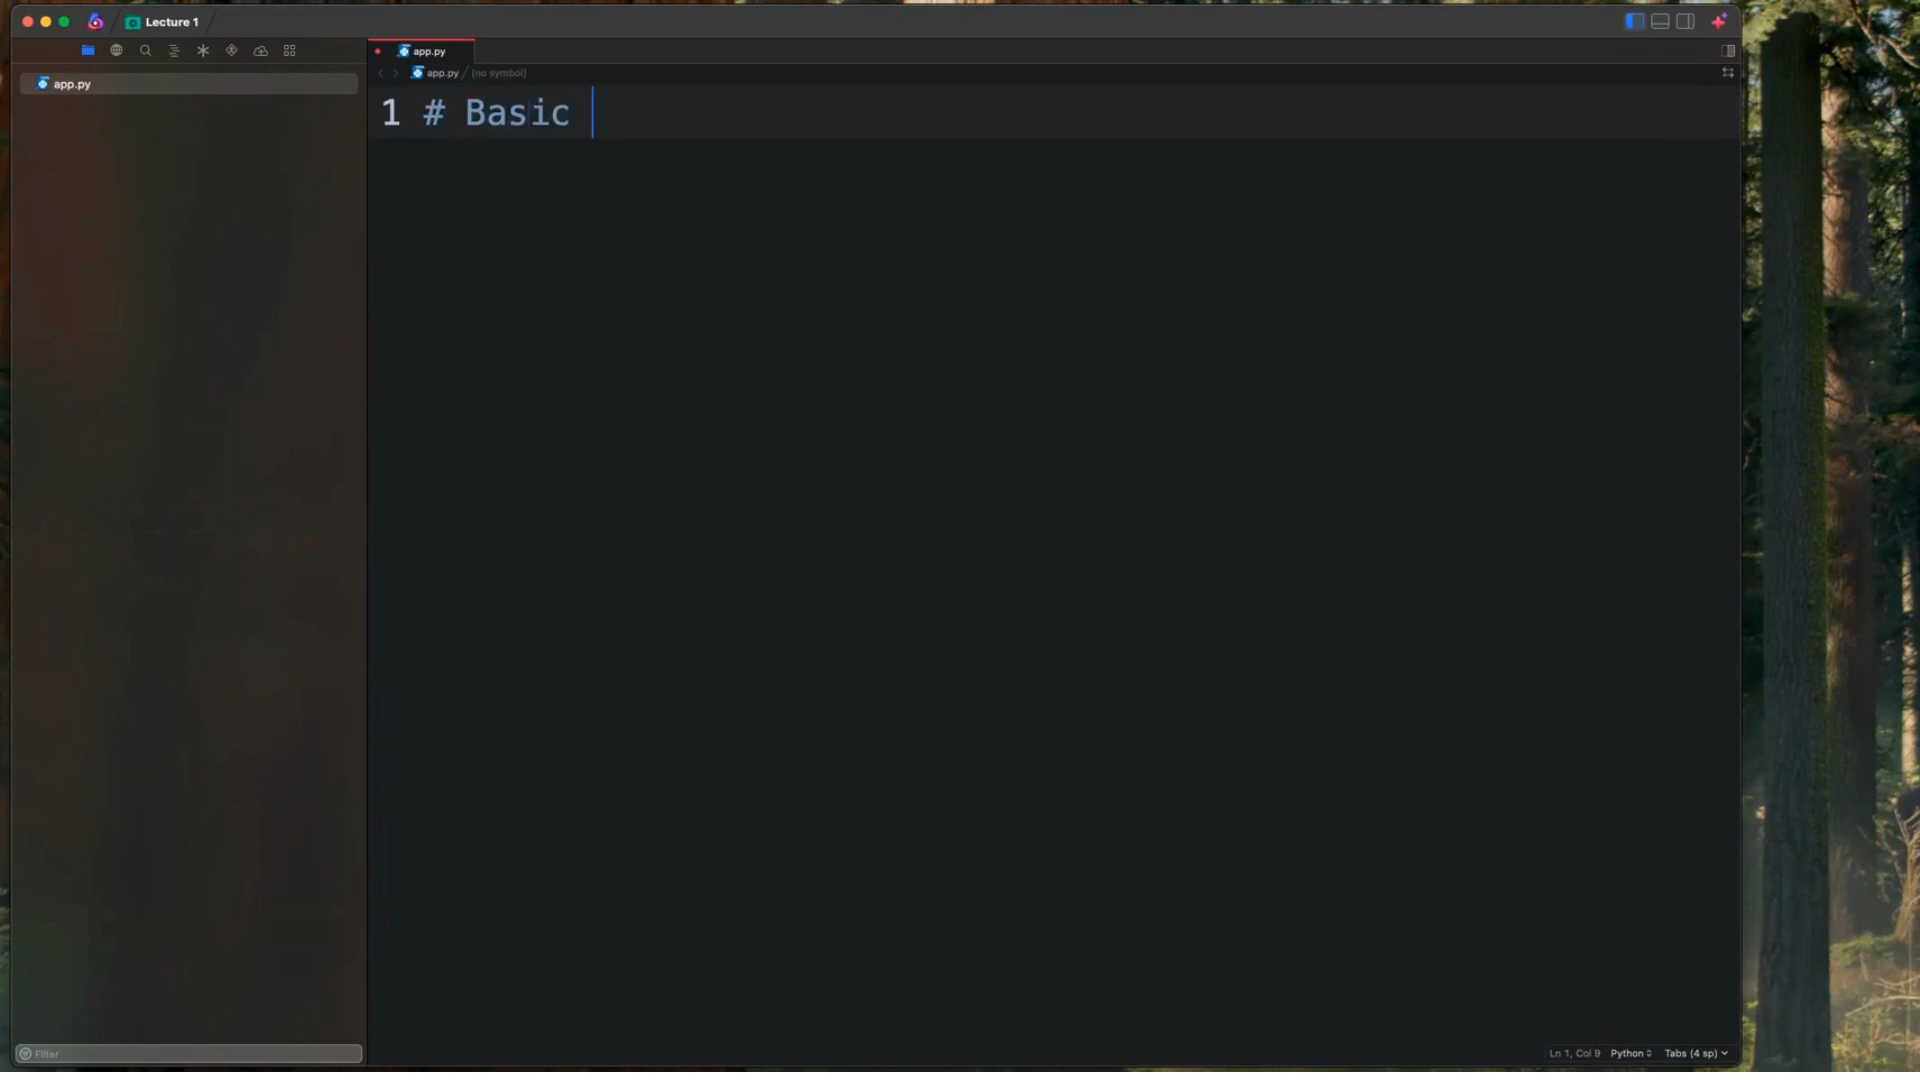 Lecture 1
app.py
app.py
app.py / (no symbol)
1 # Basic
Filter
Ln 1, Col 9 Python Tabs (4 sp)